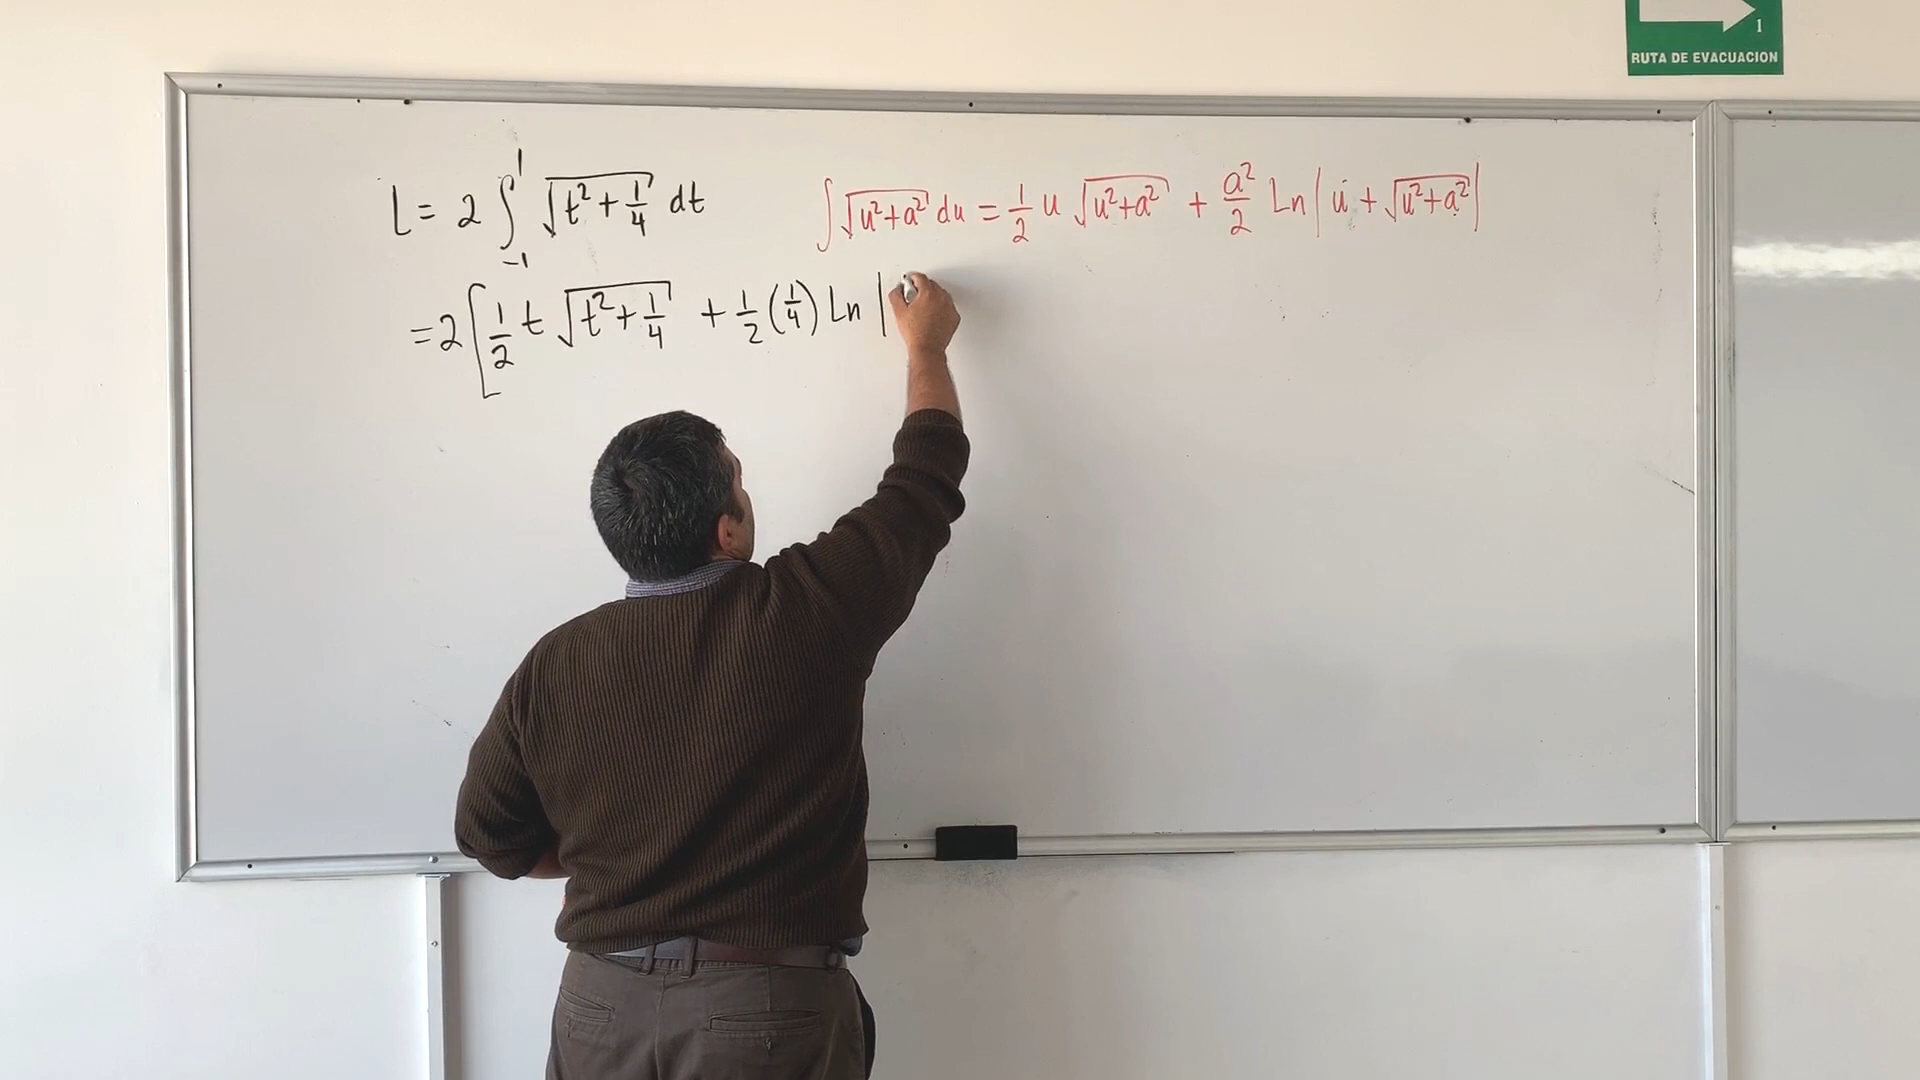 1
RUTA DE EVACUACION
L = 2 ∫₋₁¹ √(t² + 1/4) dt
∫√(u²+a²) du = 1/2 u √(u²+a²) + a²/2 Ln | u + √(u²+a²) |
= 2 [ 1/2 t √(t² + 1/4) + 1/2 (1/4) Ln |